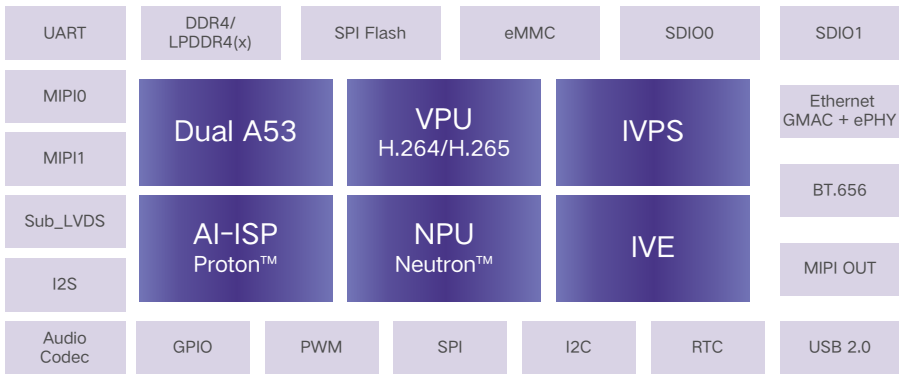 UART
DDR4/
LPDDR4(x)
SPI Flash
eMMC
SDIO0
SDIO1
MIPI0
MIPI1
Sub_LVDS
I2S
Dual A53
VPU
H.264/H.265
IVPS
AI-ISP
Proton™
NPU
Neutron™
IVE
Ethernet
GMAC + ePHY
BT.656
MIPI OUT
Audio
Codec
GPIO
PWM
SPI
I2C
RTC
USB 2.0